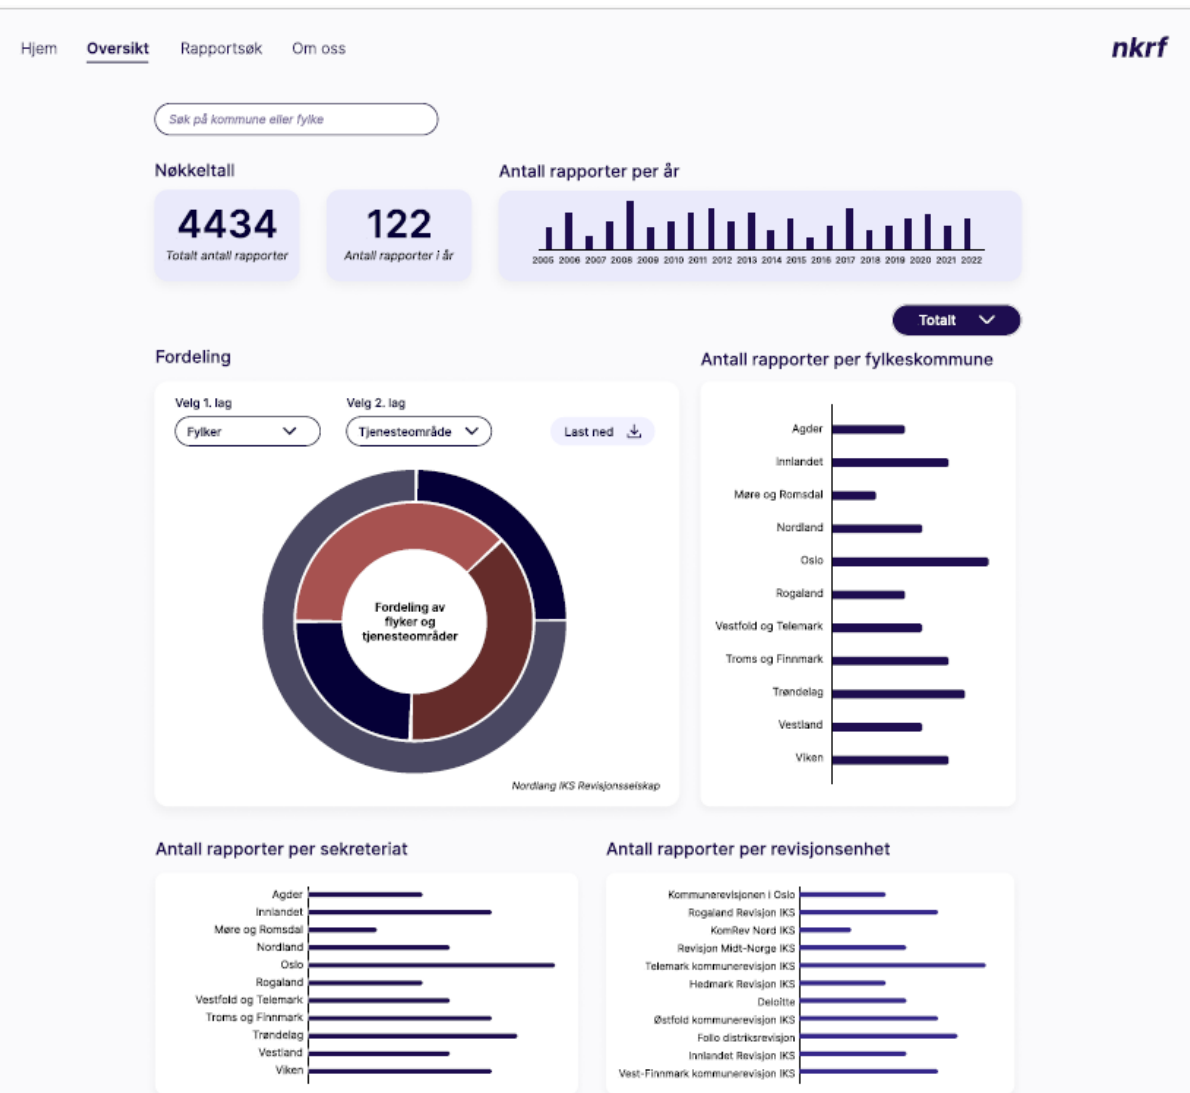 Hjem Oversikt Rapportsøk Om oss nkrf
Søk på kommune eller fylke
Nøkkeltall
4434
Totalt antall rapporter
122
Antall rapporter i år
Antall rapporter per år
2005 2006 2007 2008 2009 2010 2011 2012 2013 2014 2015 2016 2017 2018 2019 2020 2021 2022
Totalt
Fordeling
Velg 1. lag
Fylker
Velg 2. lag
Tjenesteområde
Last ned
Fordeling av
flyker og
tjenesteområder
Nordlang IKS Revisjonsselskap
Antall rapporter per fylkeskommune
Agder
Innlandet
Møre og Romsdal
Nordland
Oslo
Rogaland
Vestfold og Telemark
Troms og Finnmark
Trøndelag
Vestland
Viken
Antall rapporter per sekreteriat
Agder
Innlandet
Møre og Romsdal
Nordland
Oslo
Rogaland
Vestfold og Telemark
Troms og Finnmark
Trøndelag
Vestland
Viken
Antall rapporter per revisjonsenhet
Kommunerevisjonen i Oslo
Rogaland Revisjon IKS
KomRev Nord IKS
Revisjon Midt-Norge IKS
Telemark kommunerevisjon IKS
Hedmark Revisjon IKS
Deloitte
Østfold kommunerevisjon IKS
Follo distriksrevisjon
Innlandet Revisjon IKS
Vest-Finnmark kommunerevisjon IKS